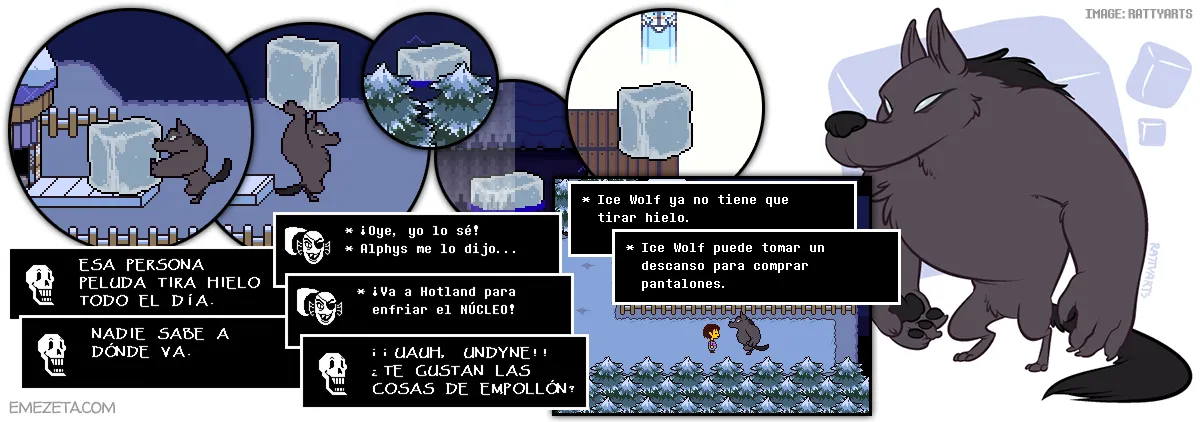 IMAGE: RATTYARTS
* ¡Oye, yo lo sé!
* Alphys me lo dijo...
* Ice Wolf ya no tiene que
tirar hielo.
* Ice Wolf puede tomar un
descanso para comprar
pantalones.
ESA PERSONA
PELUDA TIRA HIELO
TODO EL DÍA.
* ¡Va a Hotland para
enfriar el NÚCLEO!
NADIE SABE A
DÓNDE VA.
¡¡UAUH, UNDYNE!!
¿TE GUSTAN LAS
COSAS DE EMPOLLÓN?
RATTYARTS
EMEZETA.COM